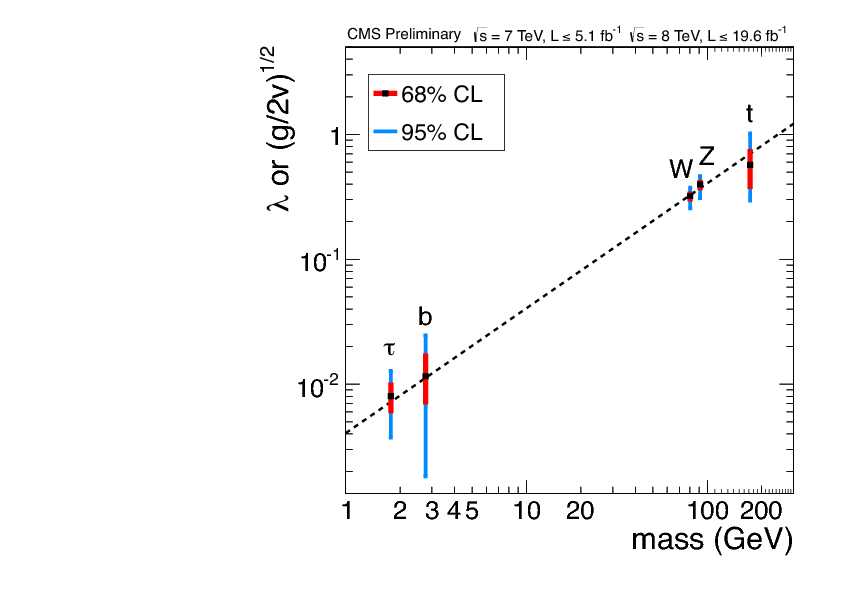 CMS Preliminary √s = 7 TeV, L ≤ 5.1 fb⁻¹ √s = 8 TeV, L ≤ 19.6 fb⁻¹
λ or (g/2v)^1/2
68% CL
95% CL
t
W Z
b
τ
1
10⁻¹
10⁻²
1 2 3 4 5 10 20 100 200
mass (GeV)